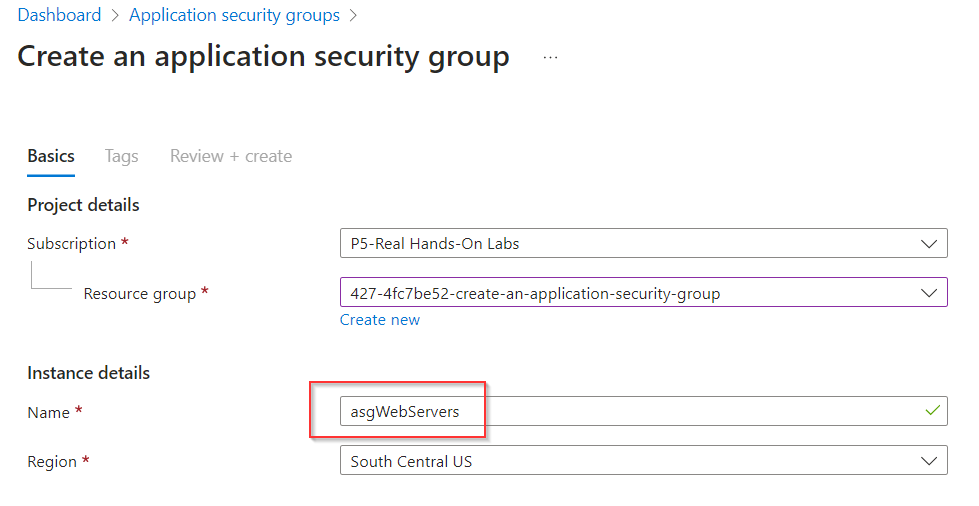 Dashboard > Application security groups >
Create an application security group ...
Basics Tags Review + create
Project details
Subscription * P5-Real Hands-On Labs
Resource group * 427-4fc7be52-create-an-application-security-group
Create new
Instance details
Name * asgWebServers
Region * South Central US